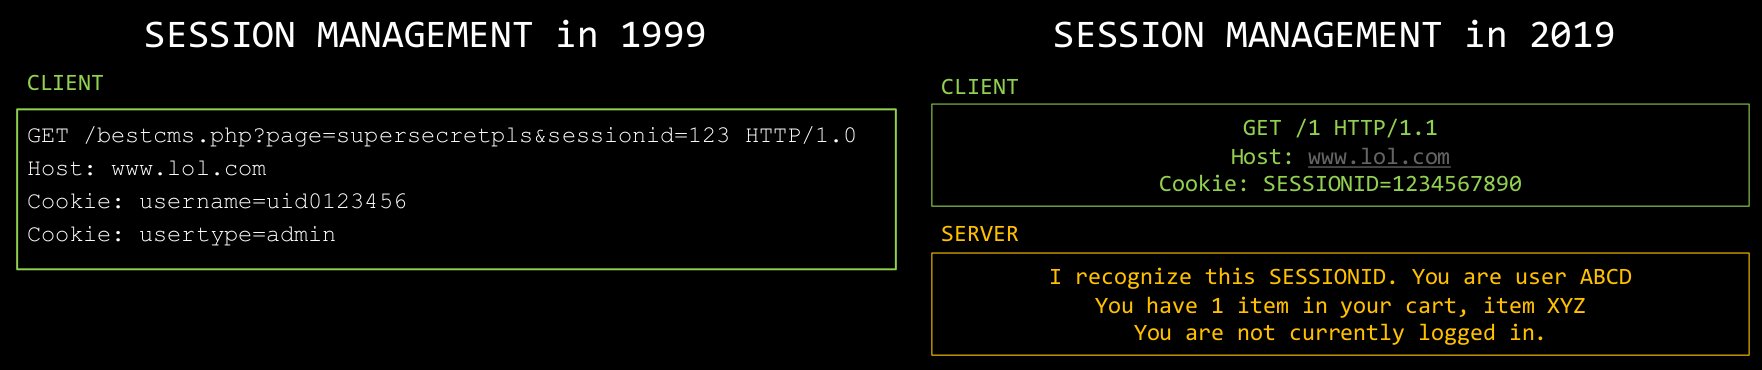 SESSION MANAGEMENT in 1999
CLIENT
GET /bestcms.php?page=supersecretpls&sessionid=123 HTTP/1.0
Host: www.lol.com
Cookie: username=uid0123456
Cookie: usertype=admin
SESSION MANAGEMENT in 2019
CLIENT
GET /1 HTTP/1.1
Host: www.lol.com
Cookie: SESSIONID=1234567890
SERVER
I recognize this SESSIONID. You are user ABCD
You have 1 item in your cart, item XYZ
You are not currently logged in.